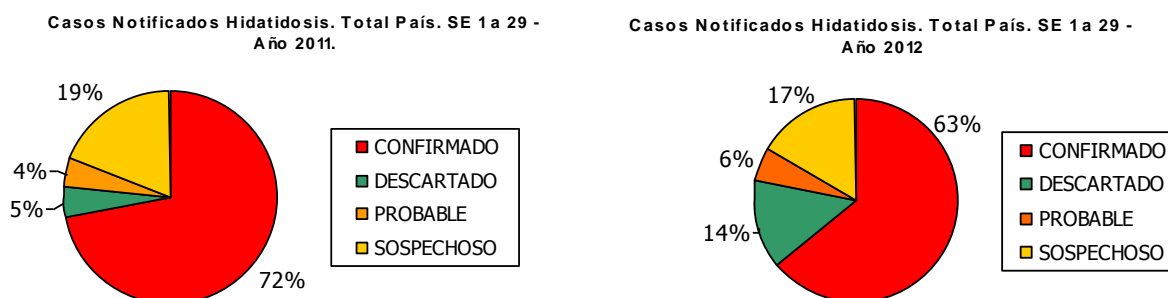 Casos Notificados Hidatidosis. Total País. SE 1 a 29 -
Año 2011.
19%
4%
5%
72%
CONFIRMADO
DESCARTADO
PROBABLE
SOSPECHOSO
Casos Notificados Hidatidosis. Total País. SE 1 a 29 -
Año 2012
17%
63%
6%
14%
CONFIRMADO
DESCARTADO
PROBABLE
SOSPECHOSO